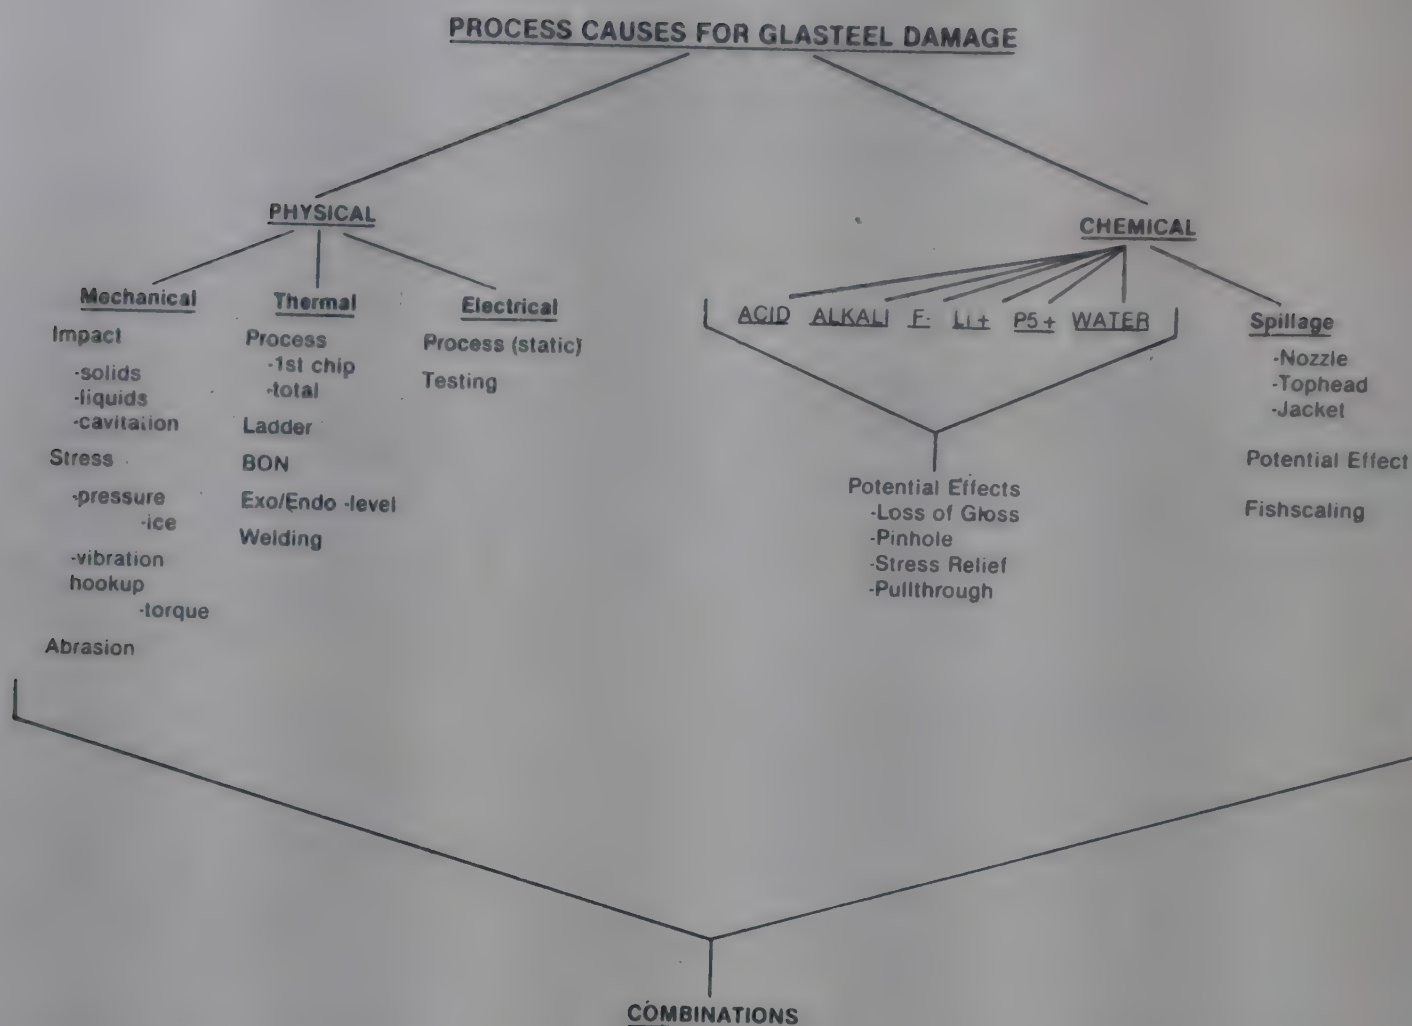 PROCESS CAUSES FOR GLASTEEL DAMAGE
PHYSICAL
CHEMICAL
Mechanical
Impact
-solids
-liquids
-cavitation
Stress
-pressure
-ice
-vibration
hookup
-torque
Abrasion
Thermal
Process
-1st chip
-total
Ladder
BON
Exo/Endo -level
Welding
Electrical
Process (static)
Testing
ACID ALKALI F- Li+ P5+ WATER
Potential Effects
-Loss of Gloss
-Pinhole
-Stress Relief
-Pullthrough
Spillage
-Nozzle
-Tophead
-Jacket
Potential Effect
Fishscaling
COMBINATIONS